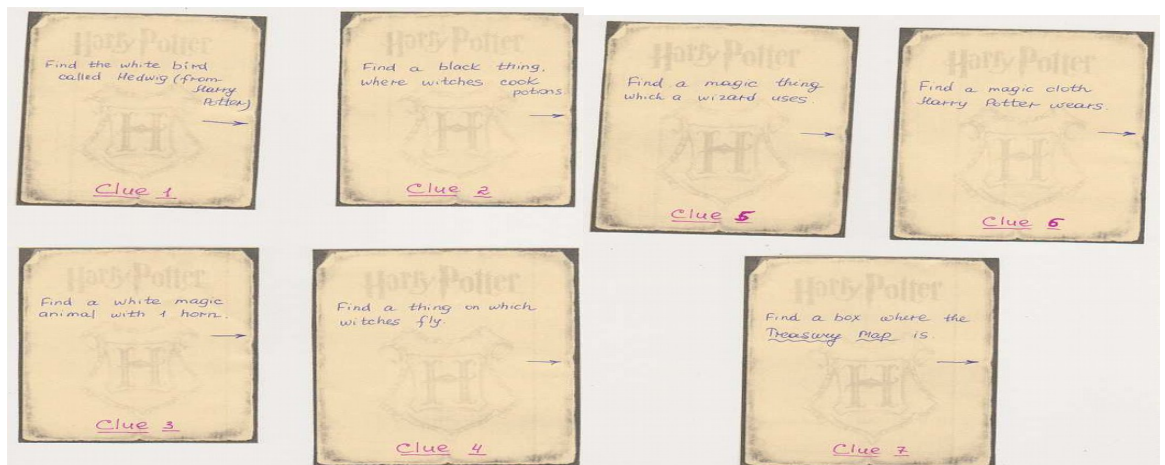 Harry Potter
Find the white bird
called Hedwig (from
Harry
Potter)
H
Clue 1
Harry Potter
Find a black thing,
where witches cook
potions.
H
Clue 2
Harry Potter
Find a white magic
animal with 1 horn.
H
Clue 3
Harry Potter
Find a thing on which
witches fly.
H
Clue 4
Harry Potter
Find a magic thing
which a wizard uses.
H
Clue 5
Harry Potter
Find a magic cloth
Harry Potter wears.
H
Clue 6
Harry Potter
Find a box where the
Treasury Map is.
H
Clue 7